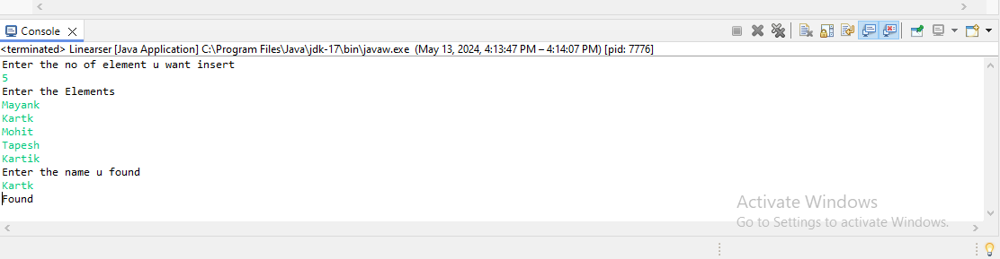 Console
<terminated> Linearser [Java Application] C:\Program Files\Java\jdk-17\bin\javaw.exe (May 13, 2024, 4:13:47 PM – 4:14:07 PM) [pid: 7776]
Enter the no of element u want insert
5
Enter the Elements
Mayank
Kartk
Mohit
Tapesh
Kartik
Enter the name u found
Kartk
Found
Activate Windows
Go to Settings to activate Windows.